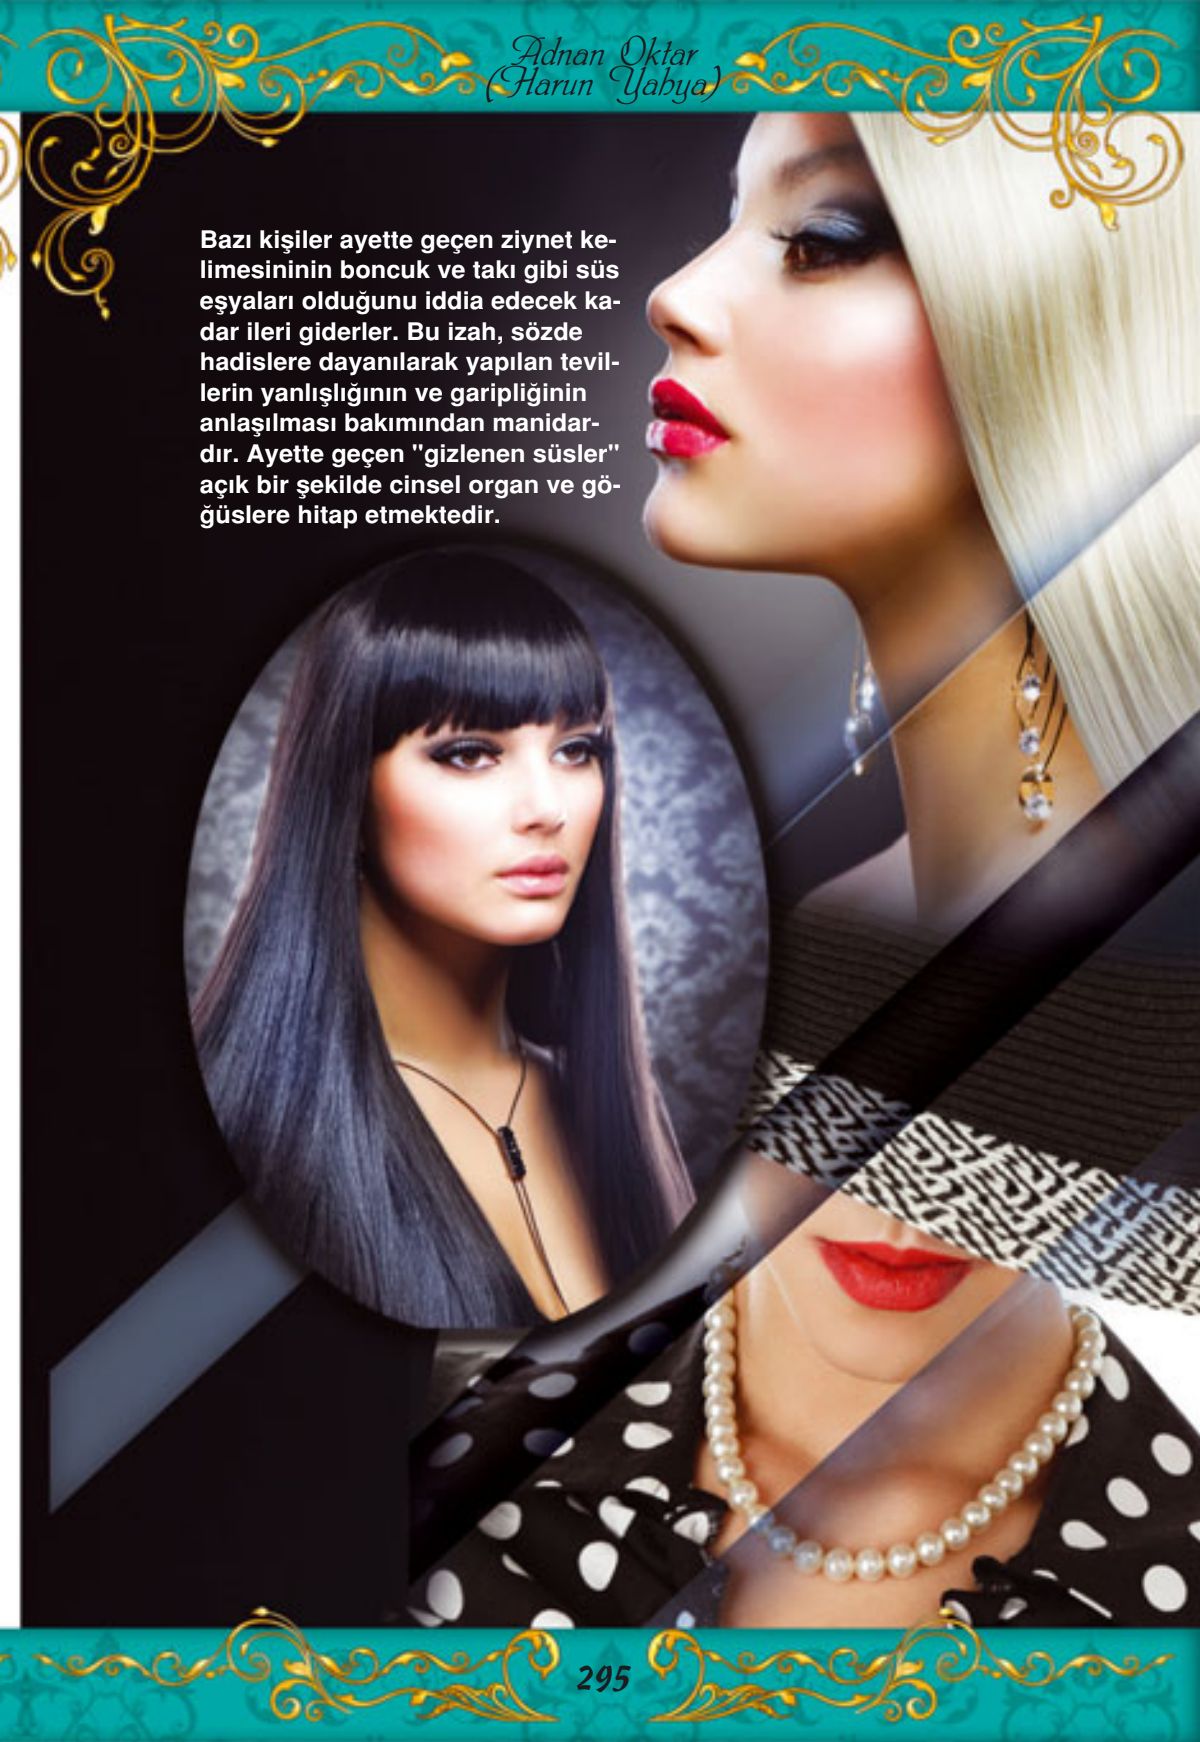 Adnan Oktar
(Harun Yahya)
Bazı kişiler ayette geçen ziynet ke-
limesininin boncuk ve takı gibi süs
eşyaları olduğunu iddia edecek ka-
dar ileri giderler. Bu izah, sözde
hadislere dayanılarak yapılan tevil-
lerin yanlışlığının ve garipliğinin
anlaşılması bakımından manidar-
dır. Ayette geçen "gizlenen süsler"
açık bir şekilde cinsel organ ve gö-
ğüslere hitap etmektedir.
295